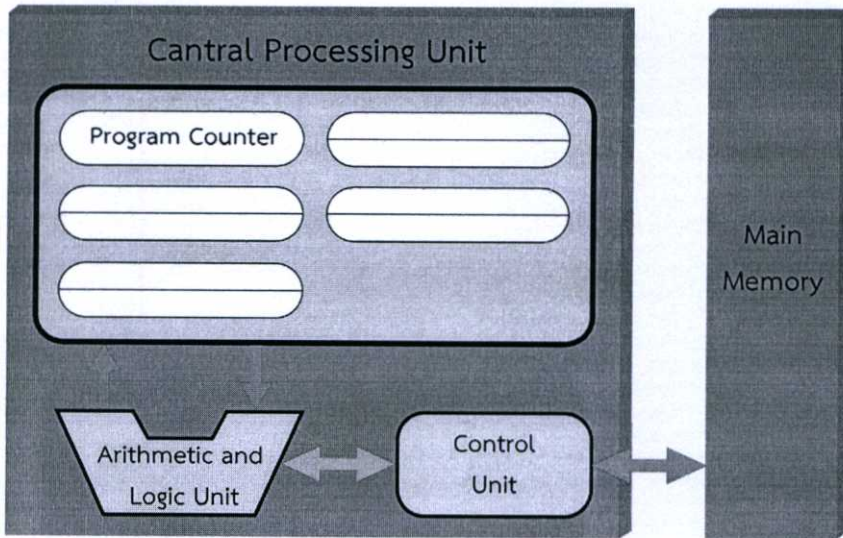 Cantral Processing Unit
Program Counter
Main
Memory
Arithmetic and
Logic Unit
Control
Unit